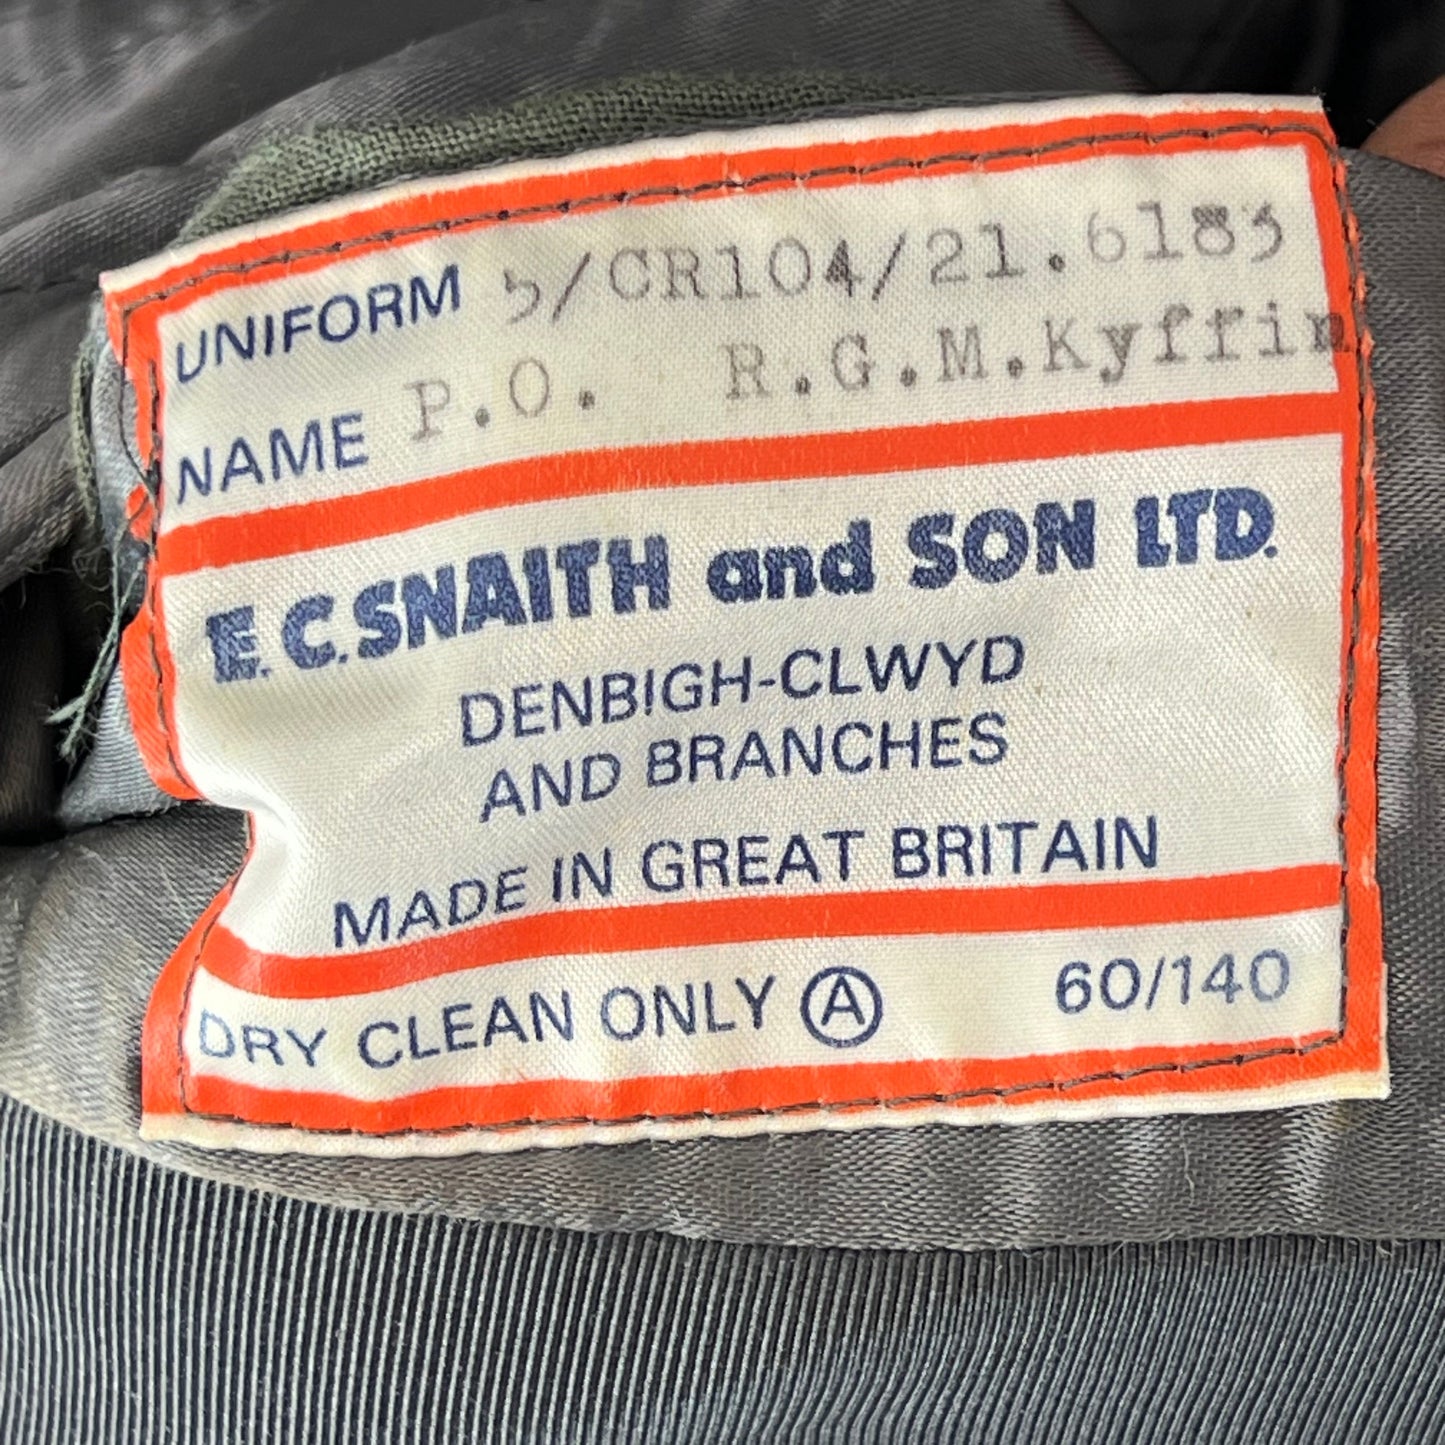 UNIFORM 5/CR104/21.6183
NAME P.O. R.G.M.Kyffin
E.C.SNAITH and SON LTD.
DENBIGH-CLWYD
AND BRANCHES
MADE IN GREAT BRITAIN
DRY CLEAN ONLY Ⓐ 60/140